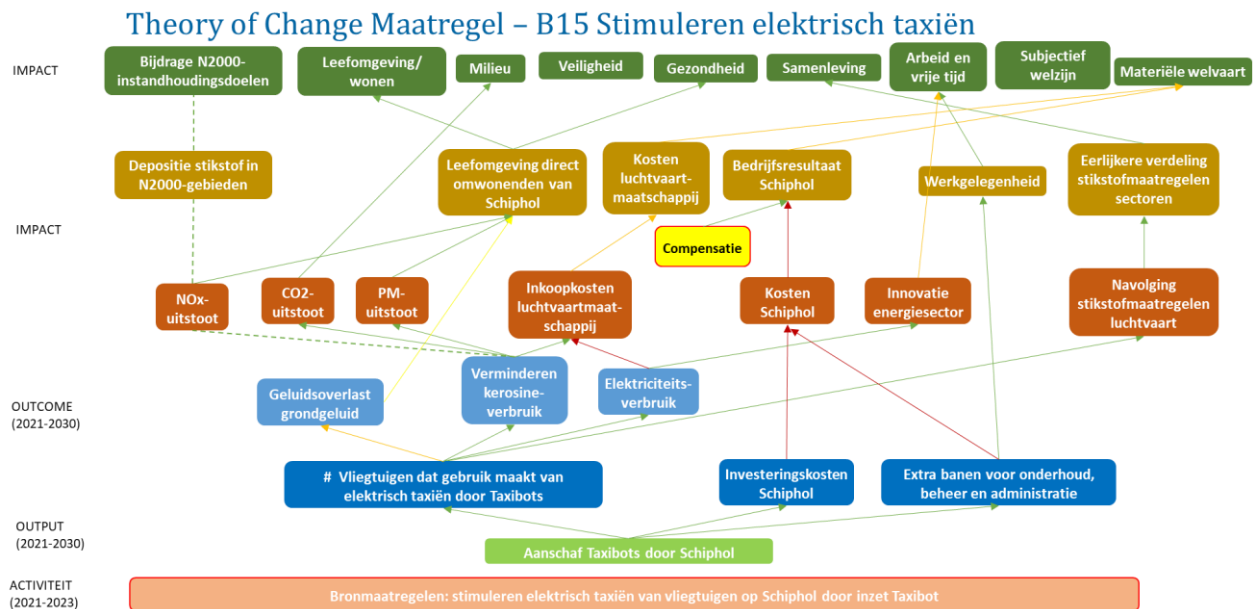 Theory of Change Maatregel – B15 Stimuleren elektrisch taxiën
IMPACT
Bijdrage N2000-
instandhoudingsdoelen
Leefomgeving/
wonen
Milieu
Veiligheid
Gezondheid
Samenleving
Arbeid en
vrije tijd
Subjectief
welzijn
Materiële welvaart
IMPACT
Depositie stikstof in
N2000-gebieden
Leefomgeving direct
omwonenden van
Schiphol
Kosten
luchtvaart-
maatschappij
Bedrijfsresultaat
Schiphol
Werkgelegenheid
Eerlijkere verdeling
stikstofmaatregelen
sectoren
Compensatie
NOx-
uitstoot
CO2-
uitstoot
PM-
uitstoot
Inkoopkosten
luchtvaartmaat-
schappij
Kosten
Schiphol
Innovatie
energiesector
Navolging
stikstofmaatregelen
luchtvaart
OUTCOME
(2021-2030)
Geluidsoverlast
grondgeluid
Verminderen
kerosine-
verbruik
Elektriciteits-
verbruik
# Vliegtuigen dat gebruik maakt van
elektrisch taxiën door Taxibots
Investeringskosten
Schiphol
Extra banen voor onderhoud,
beheer en administratie
OUTPUT
(2021-2030)
Aanschaf Taxibots door Schiphol
ACTIVITEIT
(2021-2023)
Bronmaatregelen: stimuleren elektrisch taxiën van vliegtuigen op Schiphol door inzet Taxibot